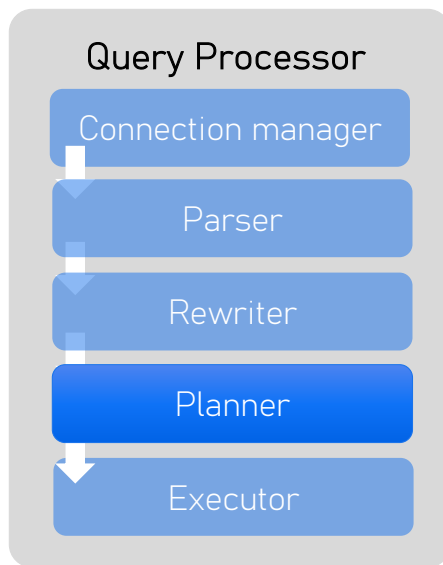 Query Processor
Connection manager
Parser
Rewriter
Planner
Executor